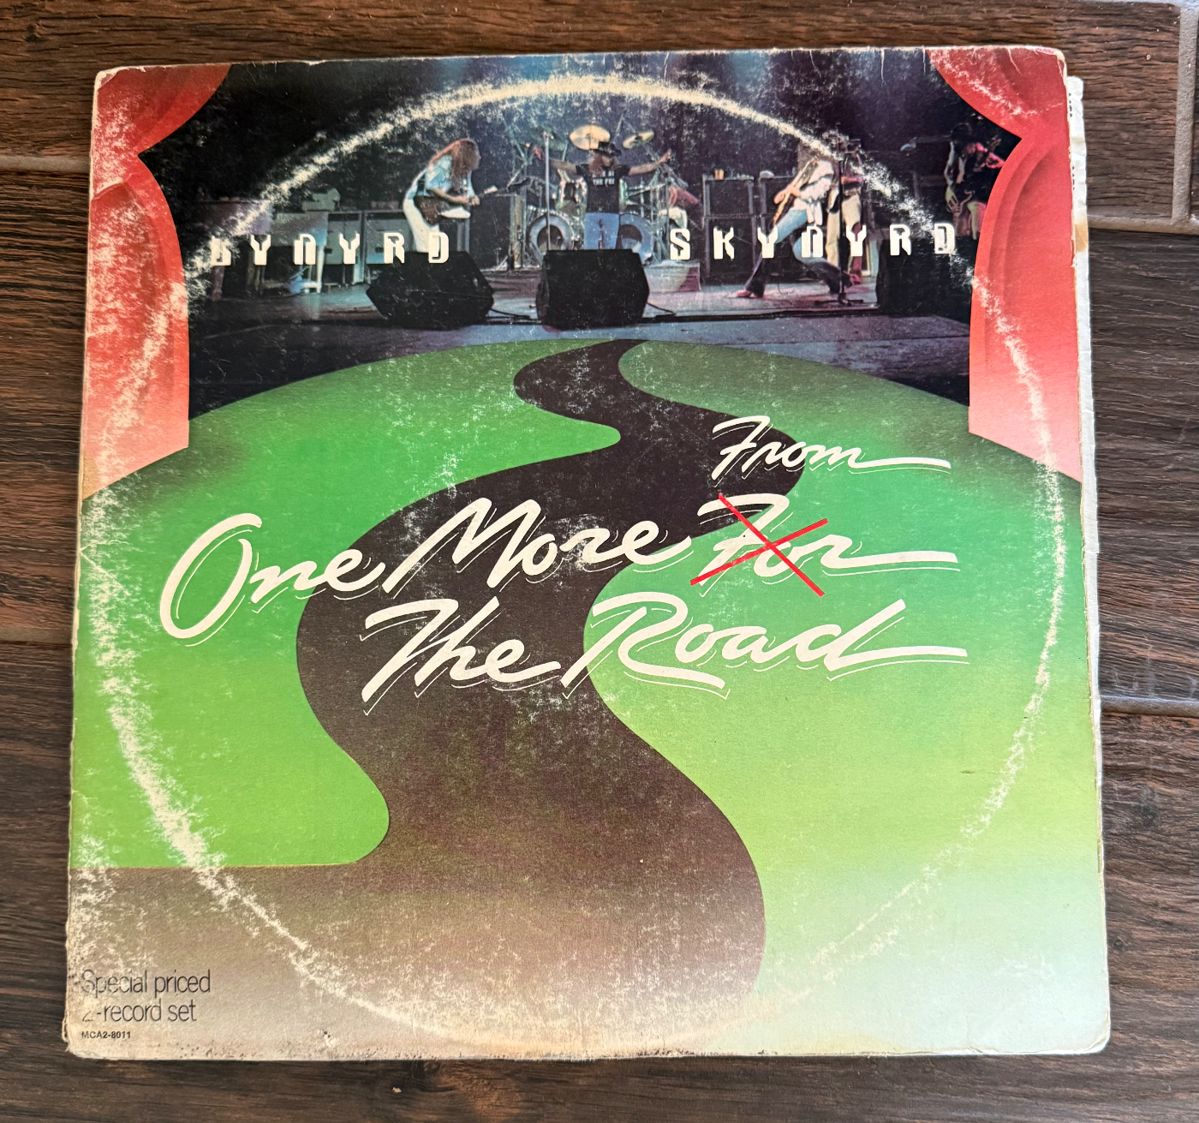 LYNYRD SKYNYRD
From
One More For
The Road
Special priced
2-record set
MCA2-8011